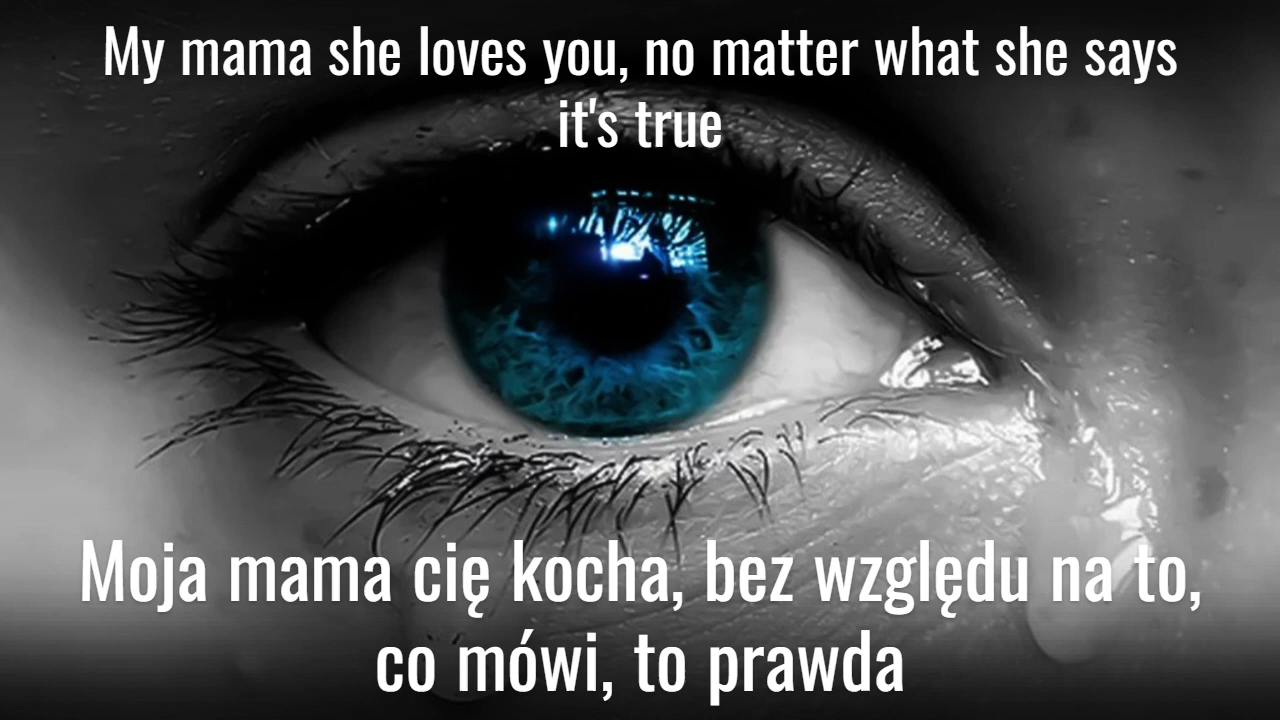 My mama she loves you, no matter what she says
it's true
Moja mama cię kocha, bez względu na to,
co mówi, to prawda